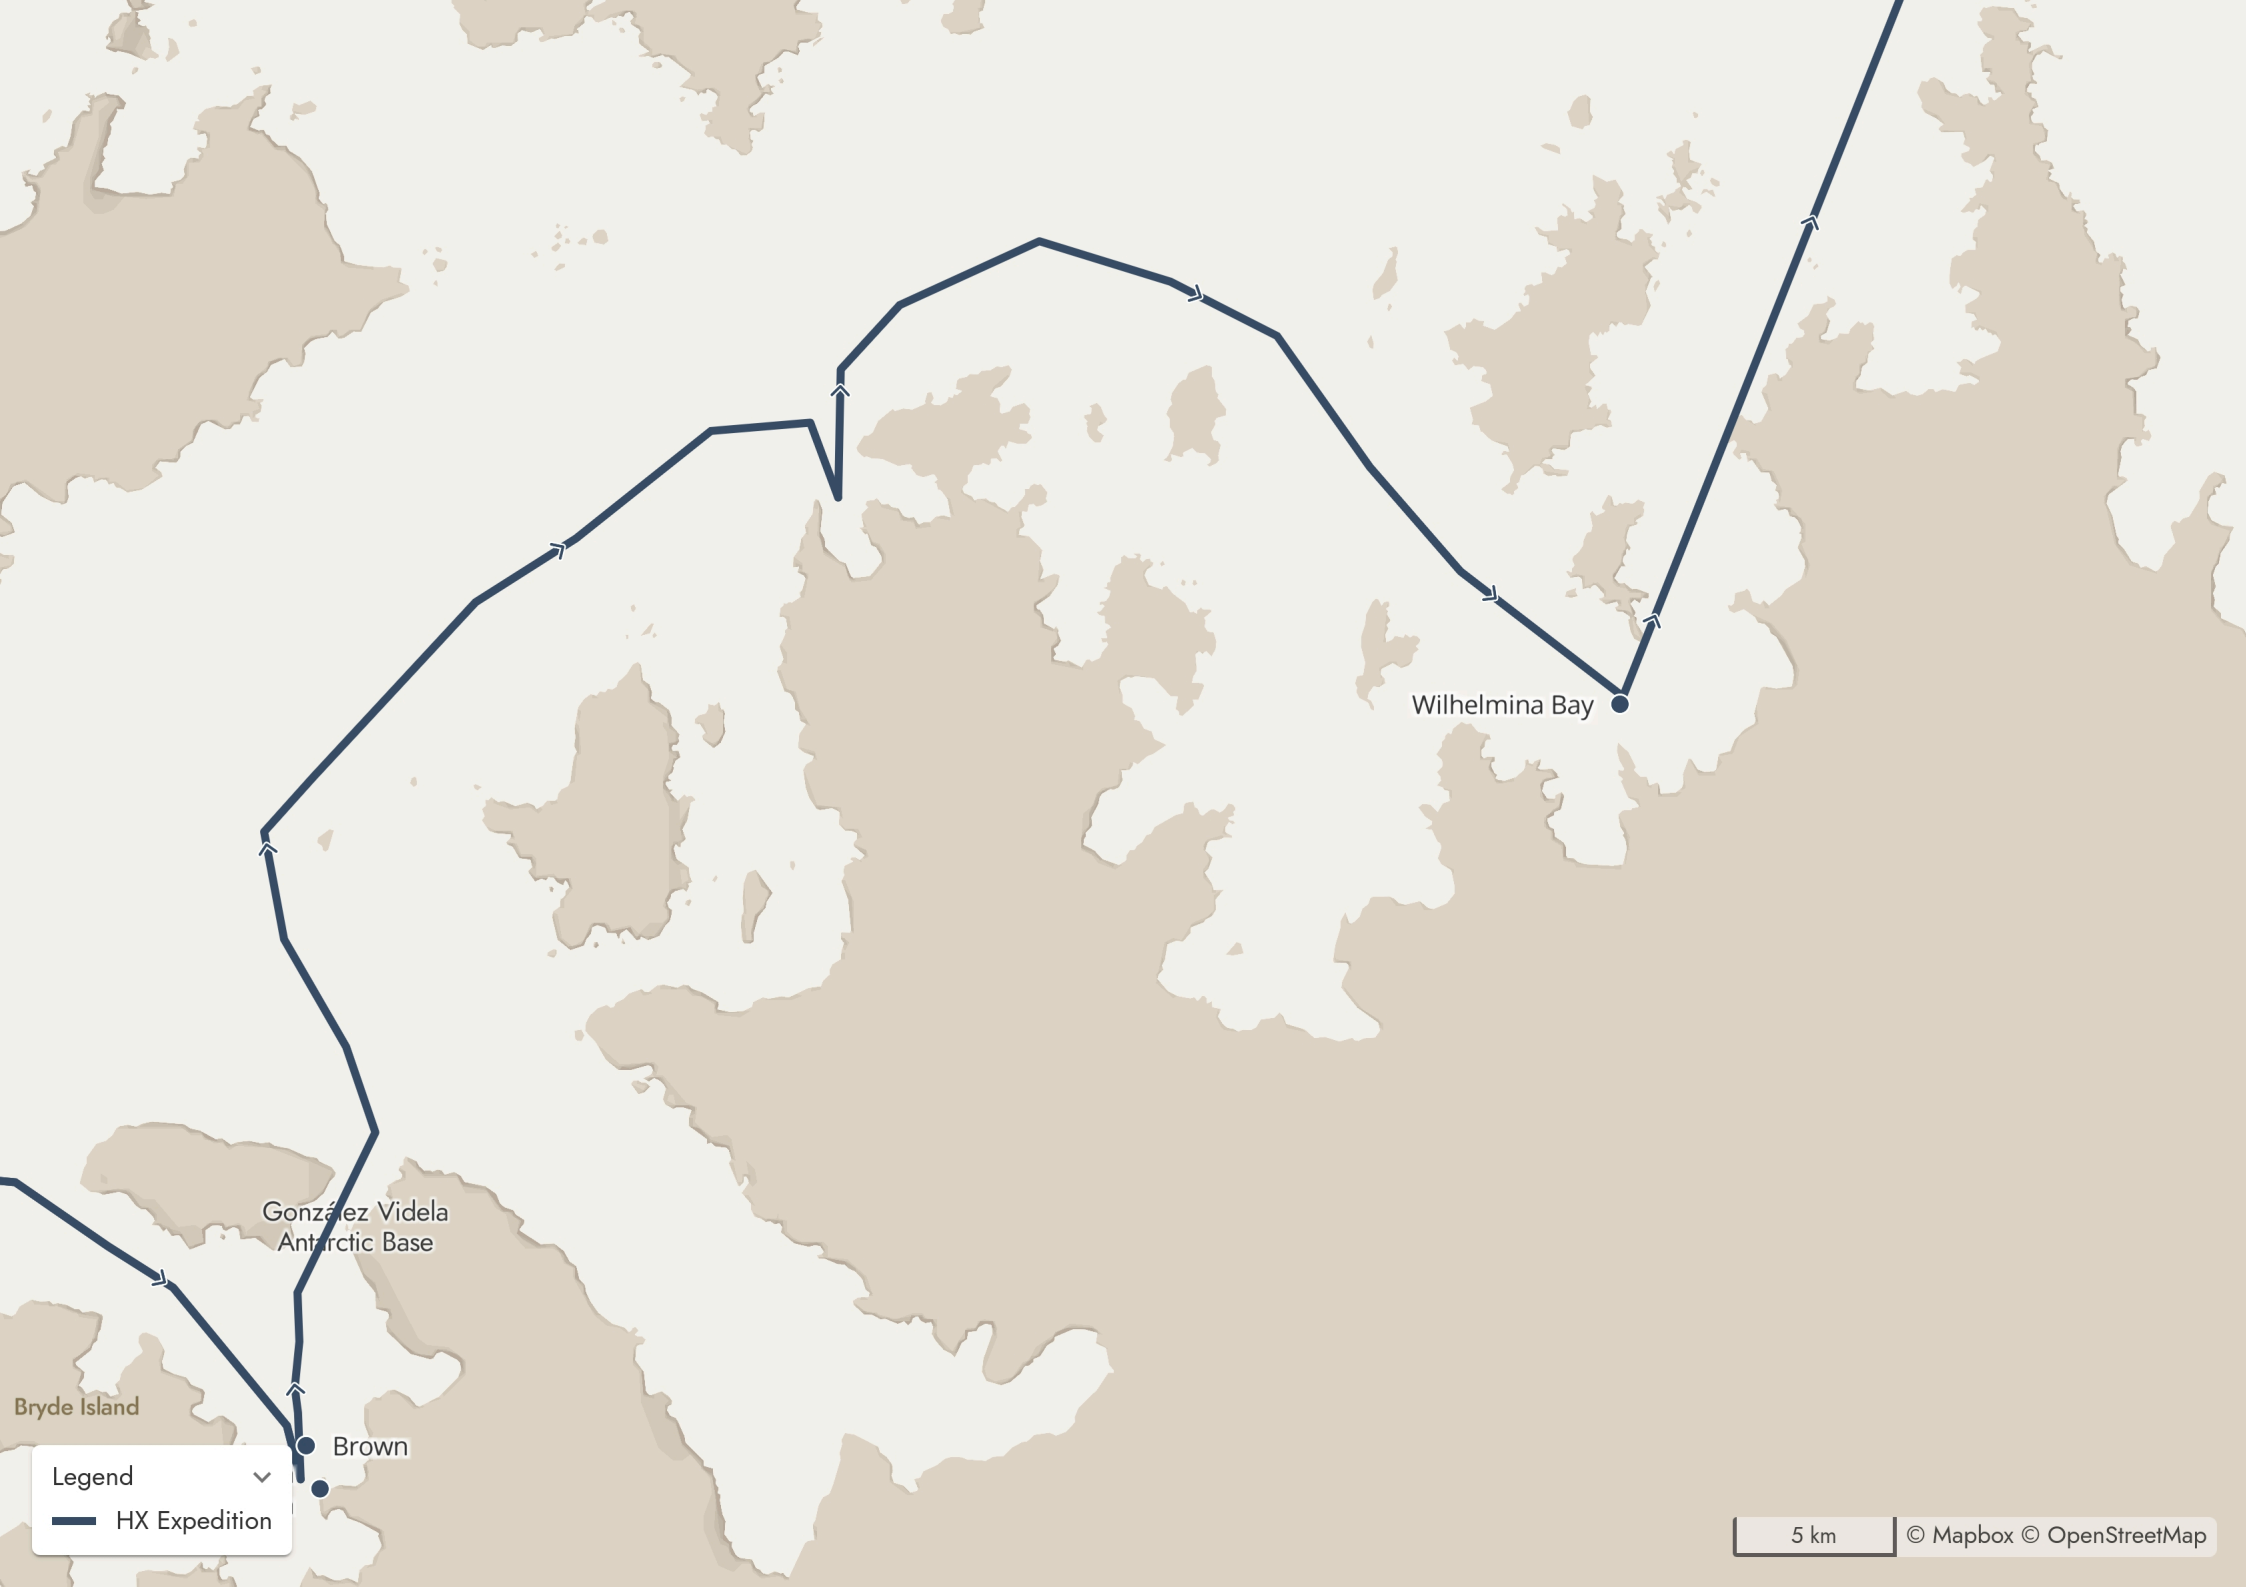 Wilhelmina Bay
González Videla
Antarctic Base
Bryde Island
Brown
Legend
HX Expedition
5 km
© Mapbox © OpenStreetMap